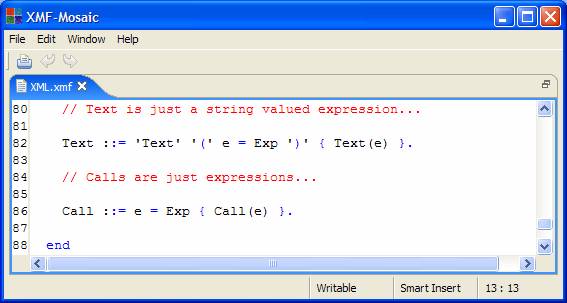 XMF-Mosaic
File Edit Window Help
XML.xmf
80 // Text is just a string valued expression...
81
82 Text ::= 'Text' '(' e = Exp ')' { Text(e) }.
83
84 // Calls are just expressions...
85
86 Call ::= e = Exp { Call(e) }.
87
88 end
Writable Smart Insert 13 : 13